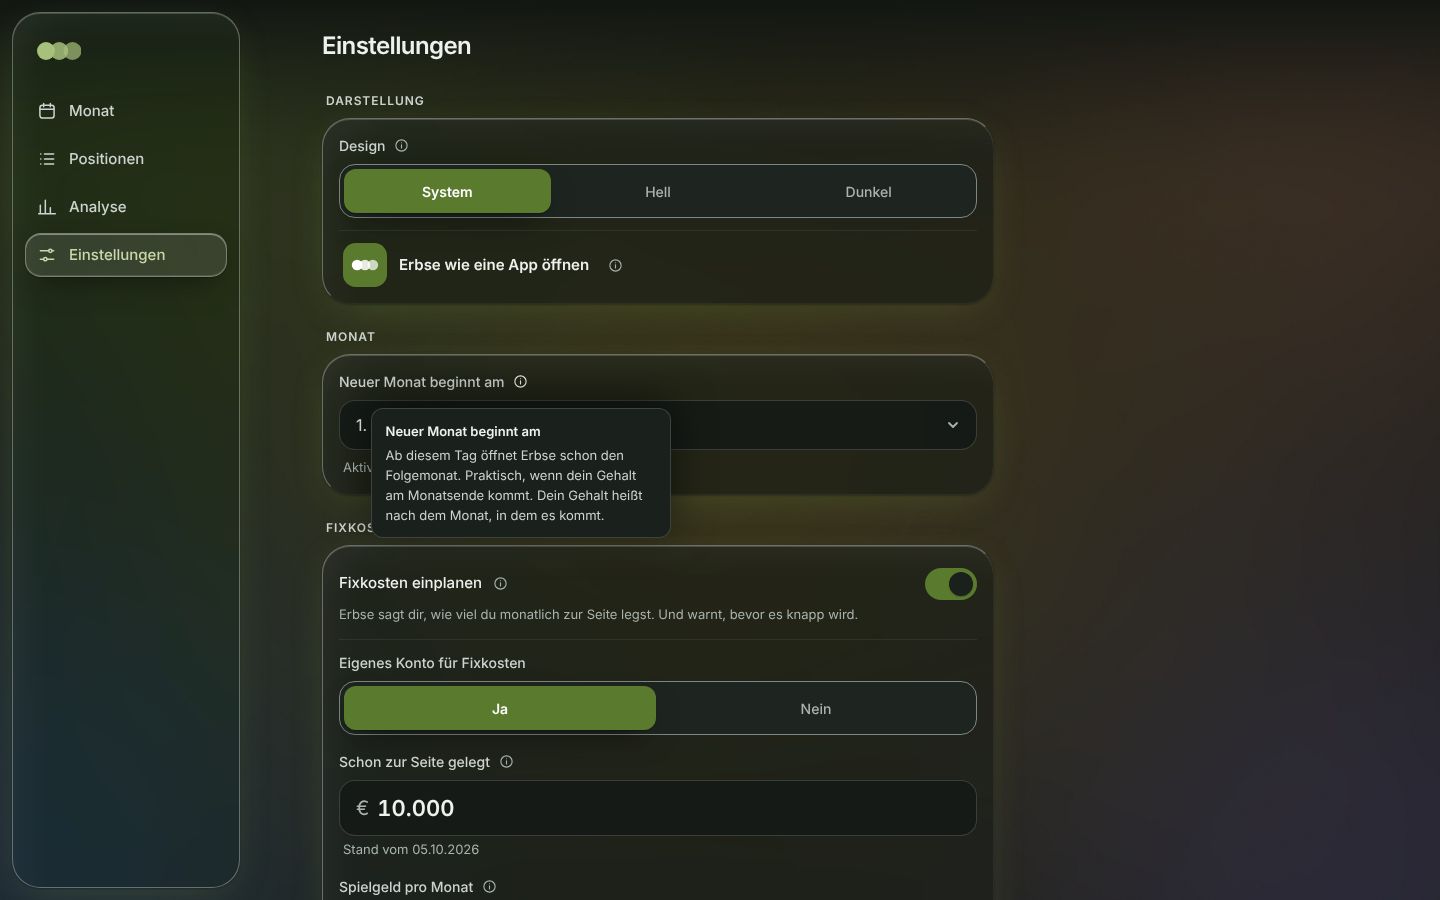 Einstellungen
Monat
Positionen
Analyse
Einstellungen
DARSTELLUNG
Design
System
Hell
Dunkel
Erbse wie eine App öffnen
MONAT
Neuer Monat beginnt am
1.
Neuer Monat beginnt am
Ab diesem Tag öffnet Erbse schon den
Folgemonat. Praktisch, wenn dein Gehalt
am Monatsende kommt. Dein Gehalt heißt
nach dem Monat, in dem es kommt.
Fixkosten einplanen
Erbse sagt dir, wie viel du monatlich zur Seite legst. Und warnt, bevor es knapp wird.
Eigenes Konto für Fixkosten
Ja
Nein
Schon zur Seite gelegt
€ 10.000
Stand vom 05.10.2026
Spielgeld pro Monat